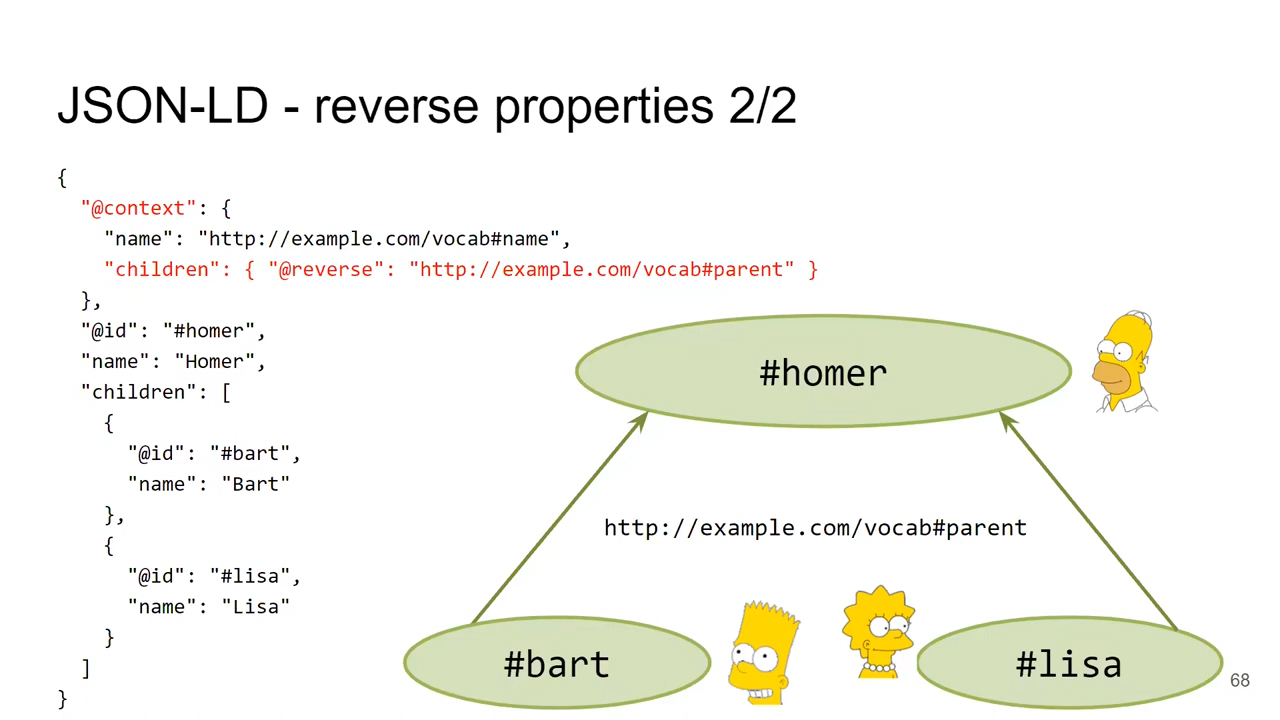 JSON-LD - reverse properties 2/2
{
"@context": {
"name": "http://example.com/vocab#name",
"children": { "@reverse": "http://example.com/vocab#parent" }
},
"@id": "#homer",
"name": "Homer",
"children": [
{
"@id": "#bart",
"name": "Bart"
},
{
"@id": "#lisa",
"name": "Lisa"
}
]
}
#homer
http://example.com/vocab#parent
#bart
#lisa
68